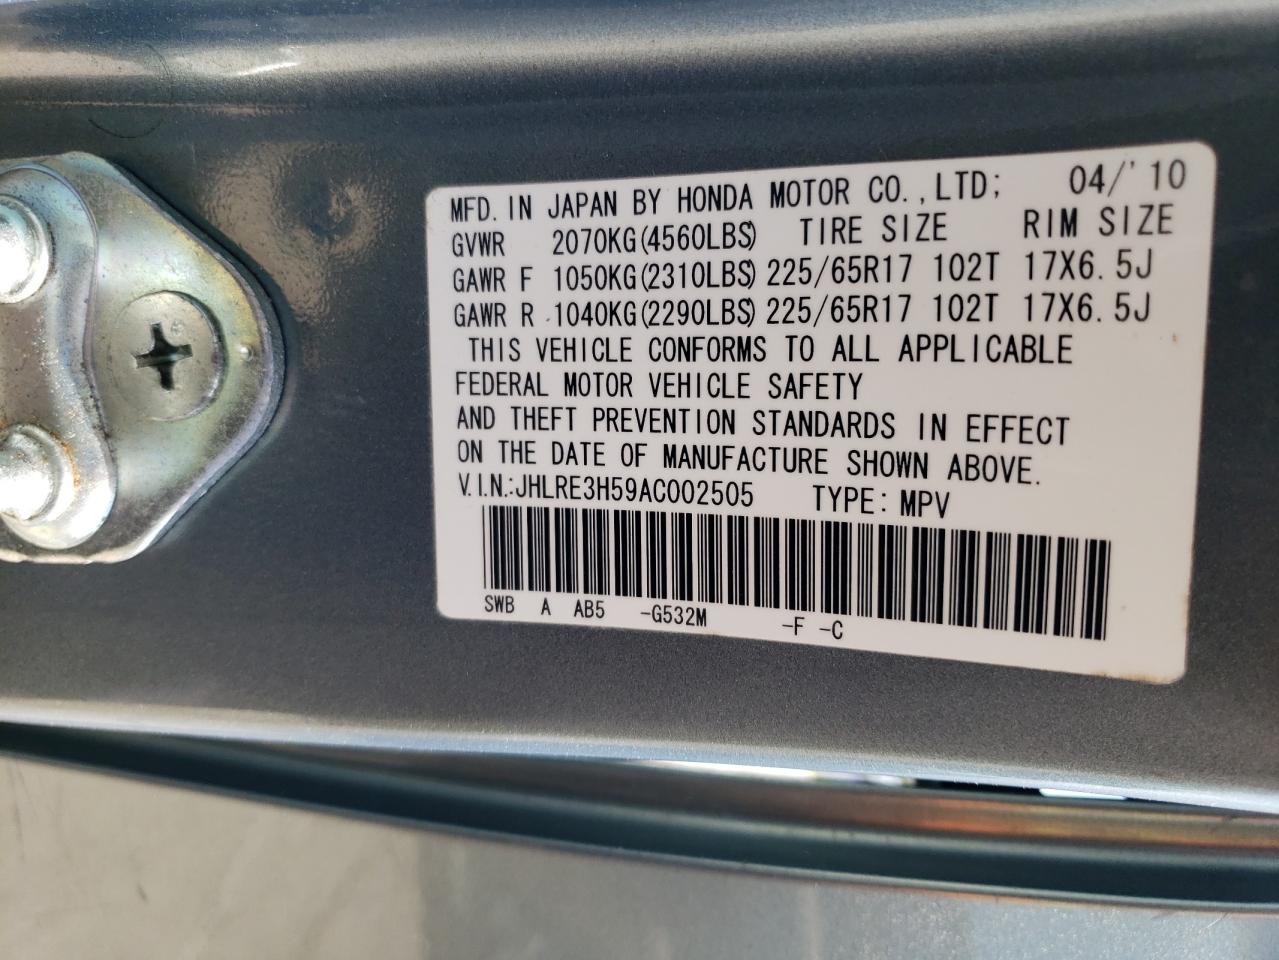 MFD. IN JAPAN BY HONDA MOTOR CO., LTD; 04/'10
GVWR 2070KG(4560LBS) TIRE SIZE RIM SIZE
GAWR F 1050KG(2310LBS) 225/65R17 102T 17X6.5J
GAWR R 1040KG(2290LBS) 225/65R17 102T 17X6.5J
THIS VEHICLE CONFORMS TO ALL APPLICABLE
FEDERAL MOTOR VEHICLE SAFETY
AND THEFT PREVENTION STANDARDS IN EFFECT
ON THE DATE OF MANUFACTURE SHOWN ABOVE.
V.I.N.:JHLRE3H59AC002505 TYPE: MPV
SWB A AB5 -G532M -F -C